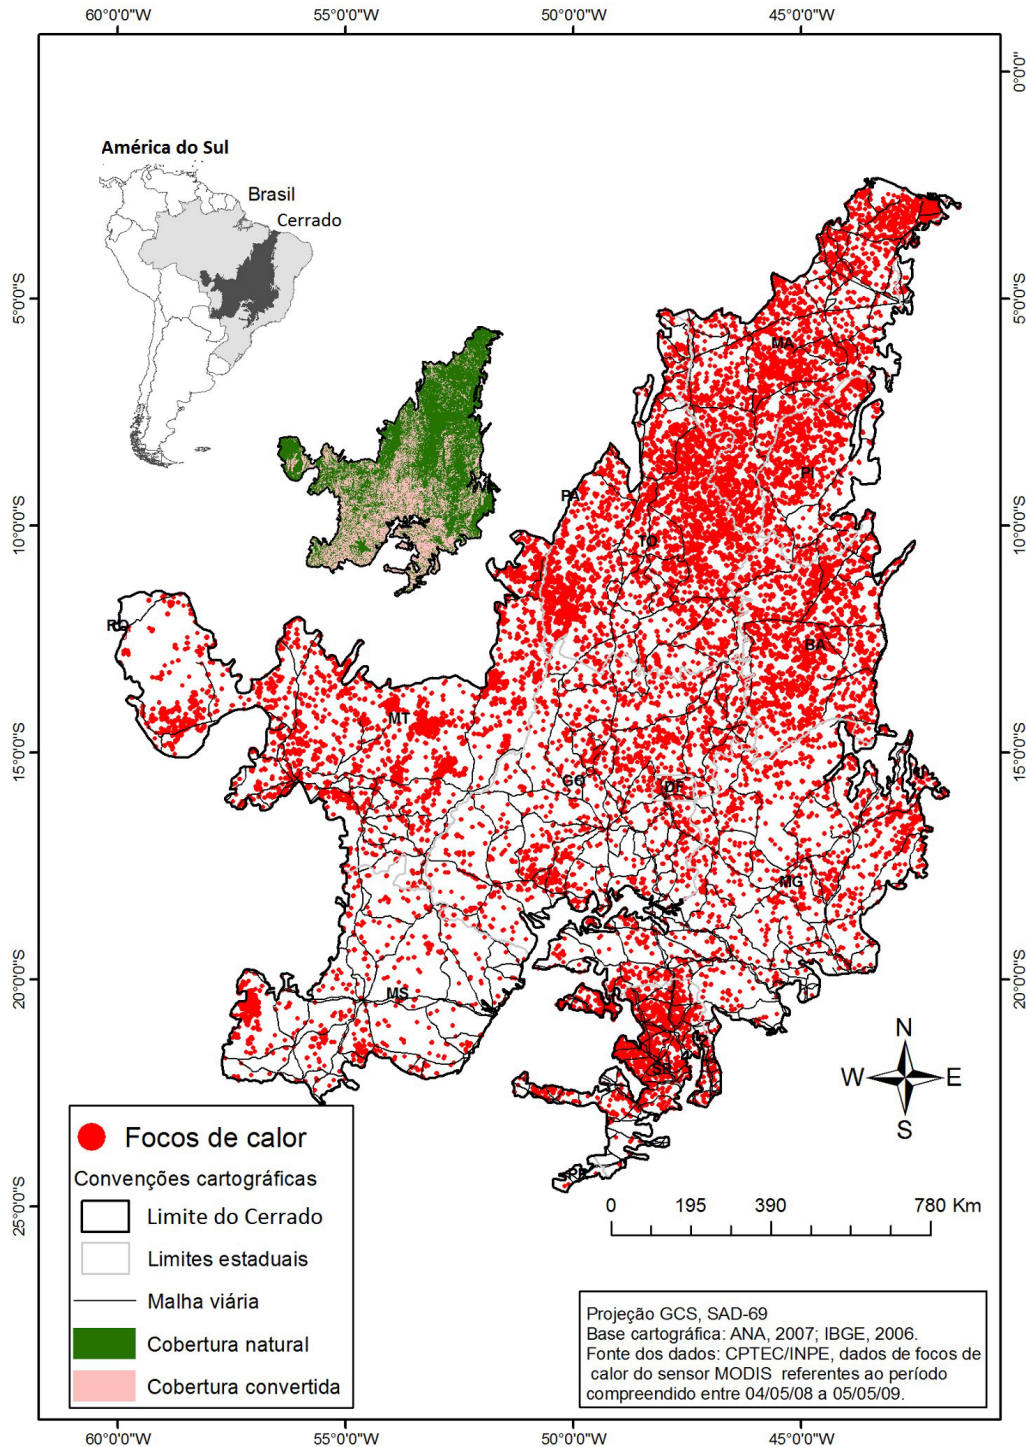 60°0'0"W 55°0'0"W 50°0'0"W 45°0'0"W
0°0'0"
5°0'0"S
10°0'0"S
15°0'0"S
20°0'0"S
25°0'0"S
América do Sul
Brasil
Cerrado
MA
PI
PA
TO
BA
RO
MT
GO
DF
MG
MS
SP
PR
5°0'0"S
10°0'0"S
15°0'0"S
20°0'0"S
N
W E
S
0 195 390 780 Km
Focos de calor
Convenções cartográficas
Limite do Cerrado
Limites estaduais
Malha viária
Cobertura natural
Cobertura convertida
Projeção GCS, SAD-69
Base cartográfica: ANA, 2007; IBGE, 2006.
Fonte dos dados: CPTEC/INPE, dados de focos de
calor do sensor MODIS referentes ao período
compreendido entre 04/05/08 a 05/05/09.
60°0'0"W 55°0'0"W 50°0'0"W 45°0'0"W